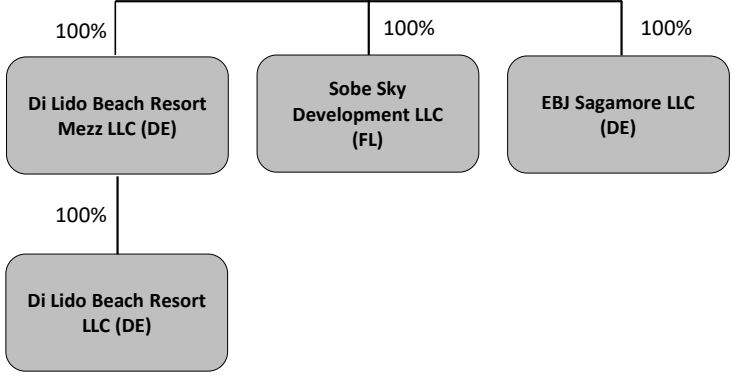 100%
100%
100%
Di Lido Beach Resort
Mezz LLC (DE)
Sobe Sky
Development LLC
(FL)
EBJ Sagamore LLC
(DE)
100%
Di Lido Beach Resort
LLC (DE)